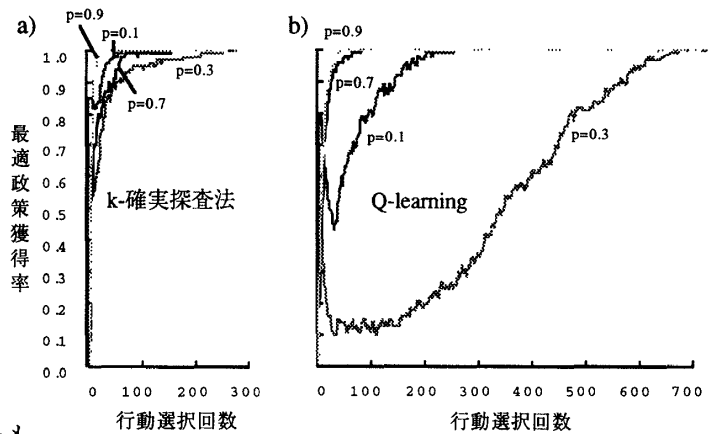 a)
p=0.9
p=0.1
p=0.3
p=0.7
1.0
0.9
0.8
0.7
0.6
0.5
0.4
0.3
0.2
0.1
0.0
最適政策獲得率
k-確実探査法
0 100 200 300
行動選択回数
b)
p=0.9
p=0.7
p=0.1
p=0.3
Q-learning
0 100 200 300 400 500 600 700
行動選択回数